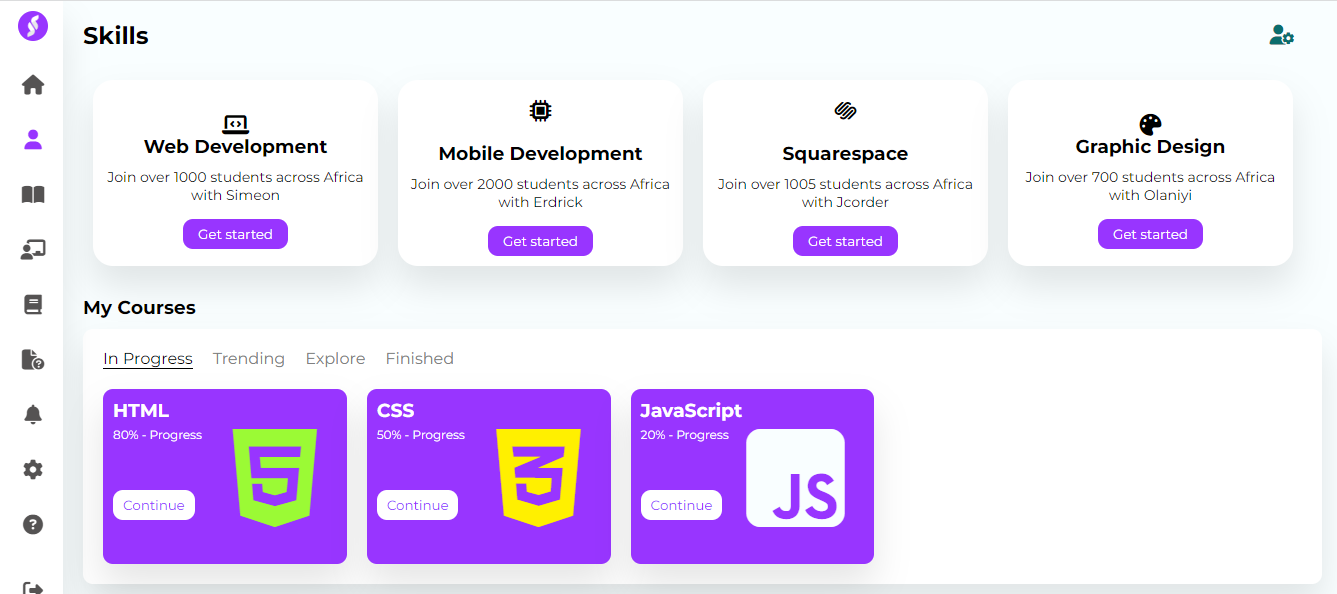 Skills
Web Development
Join over 1000 students across Africa
with Simeon
Get started
Mobile Development
Join over 2000 students across Africa
with Erdrick
Get started
Squarespace
Join over 1005 students across Africa
with Jcorder
Get started
Graphic Design
Join over 700 students across Africa
with Olaniyi
Get started
My Courses
In Progress Trending Explore Finished
HTML
80% - Progress
Continue
CSS
50% - Progress
Continue
JavaScript
20% - Progress
Continue
JS